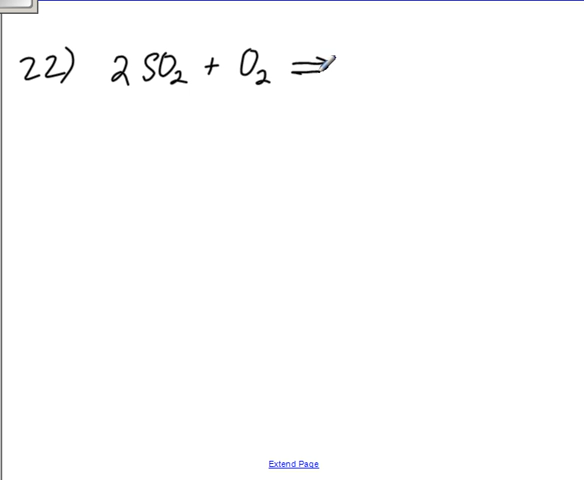 22) 2 SO₂ + O₂ ⇒
Extend Page